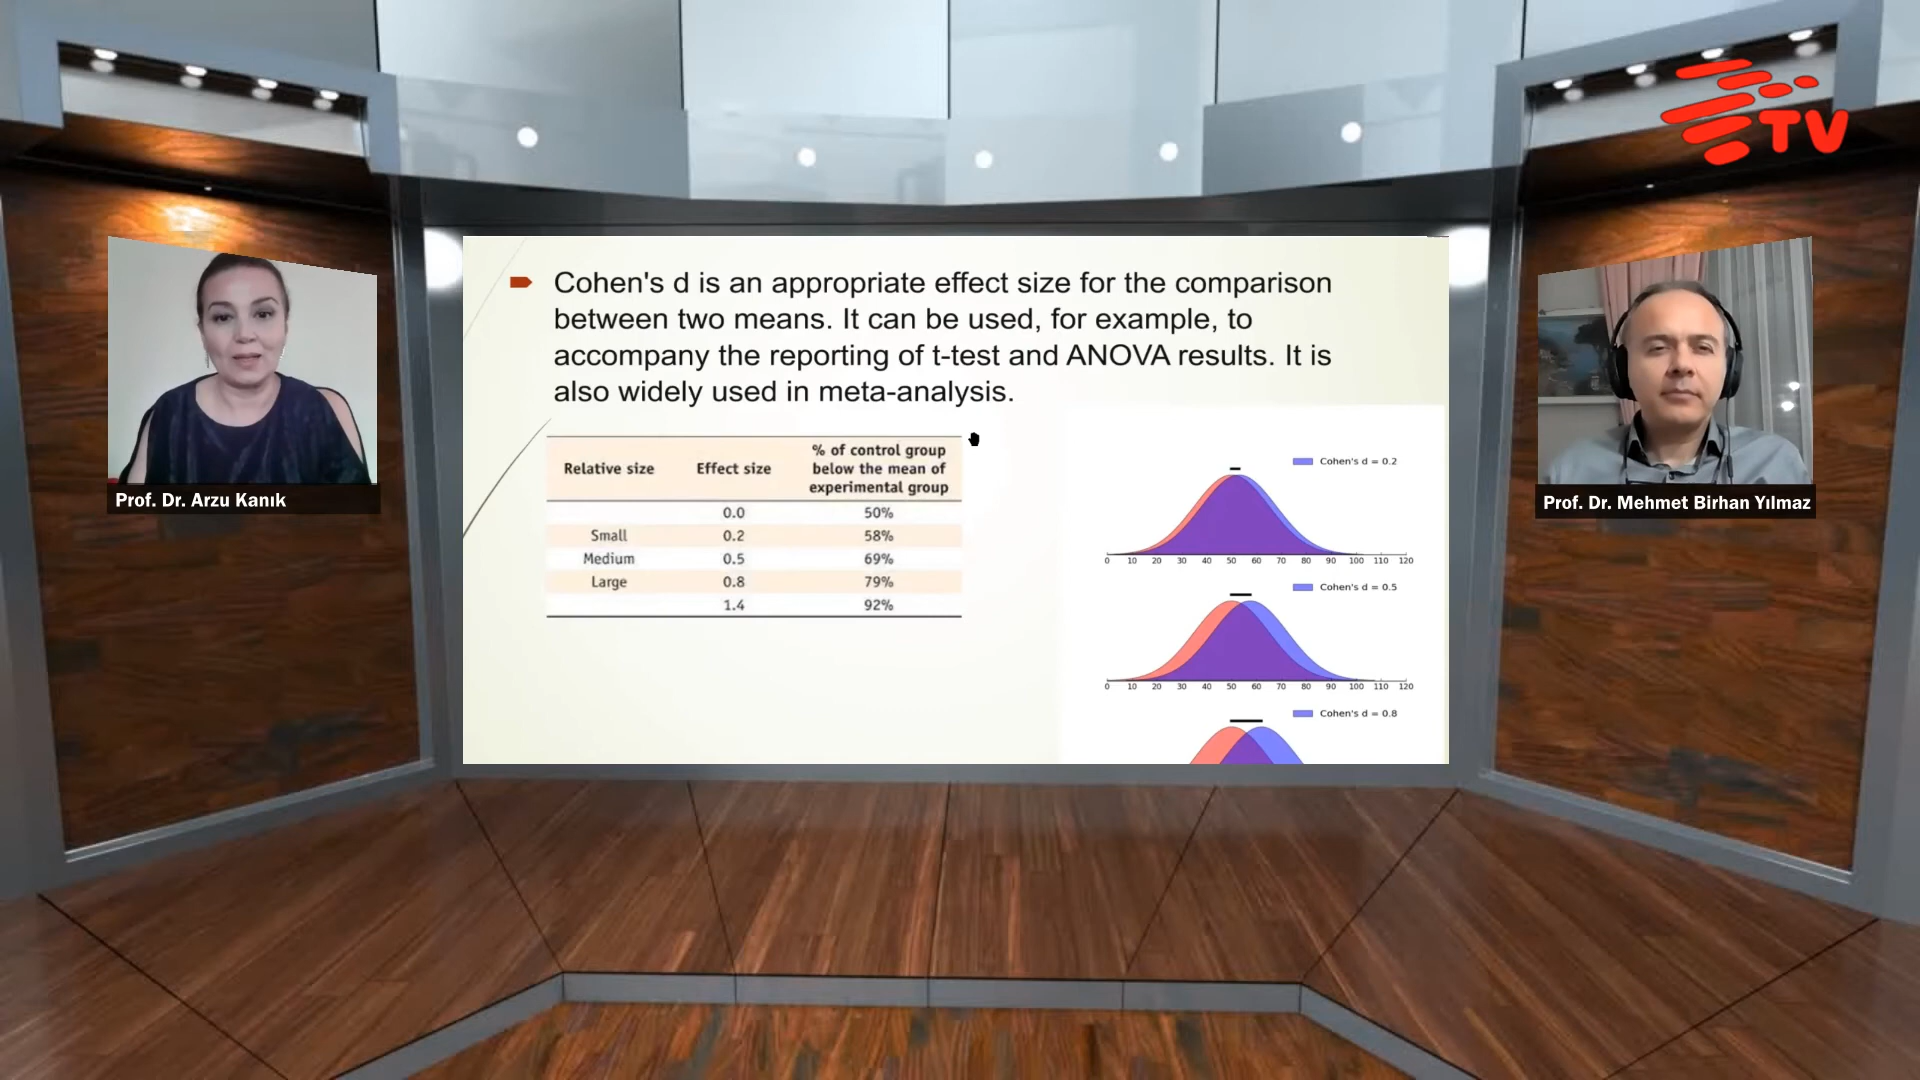 TV
Cohen's d is an appropriate effect size for the comparison
between two means. It can be used, for example, to
accompany the reporting of t-test and ANOVA results. It is
also widely used in meta-analysis.
Relative size Effect size % of control group
below the mean of
experimental group
0.0 50%
Small 0.2 58%
Medium 0.5 69%
Large 0.8 79%
1.4 92%
Cohen's d = 0.2
0 10 20 30 40 50 60 70 80 90 100 110 120
Cohen's d = 0.5
0 10 20 30 40 50 60 70 80 90 100 110 120
Cohen's d = 0.8
Prof. Dr. Arzu Kanık
Prof. Dr. Mehmet Birhan Yılmaz